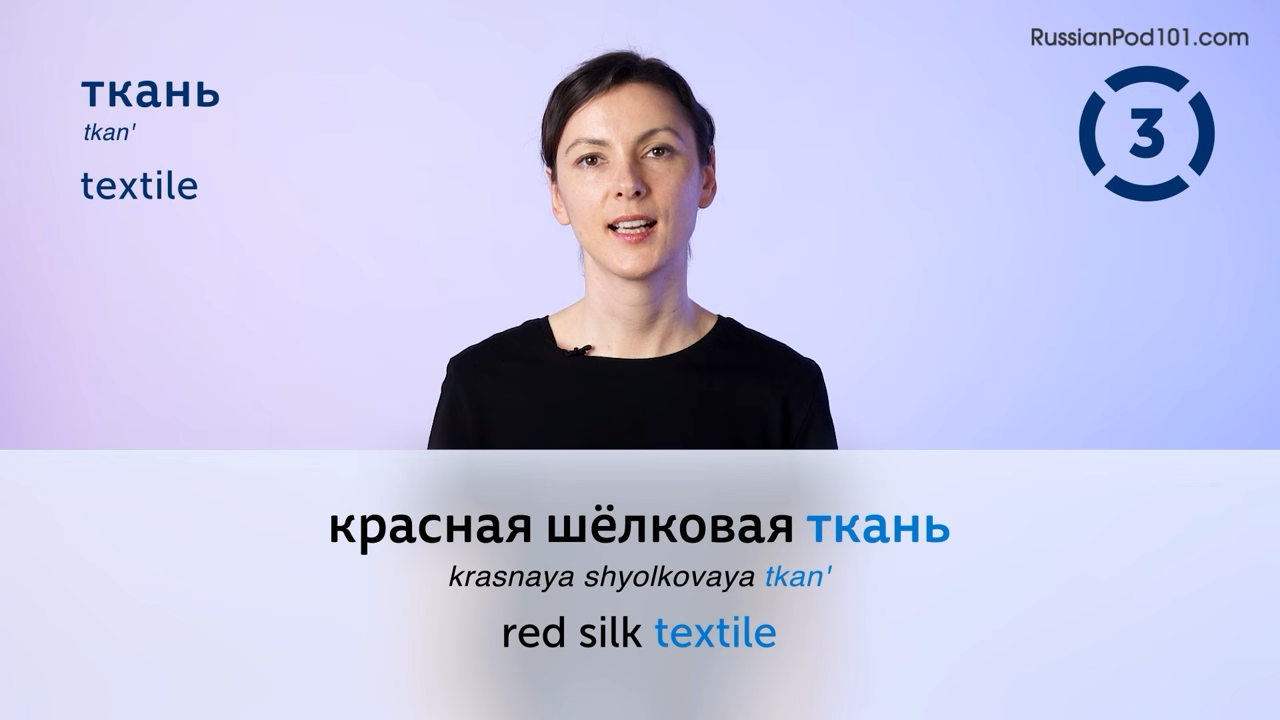 RussianPod101.com
ткань
tkan'
textile
3
красная шёлковая ткань
krasnaya shyolkovaya tkan'
red silk textile